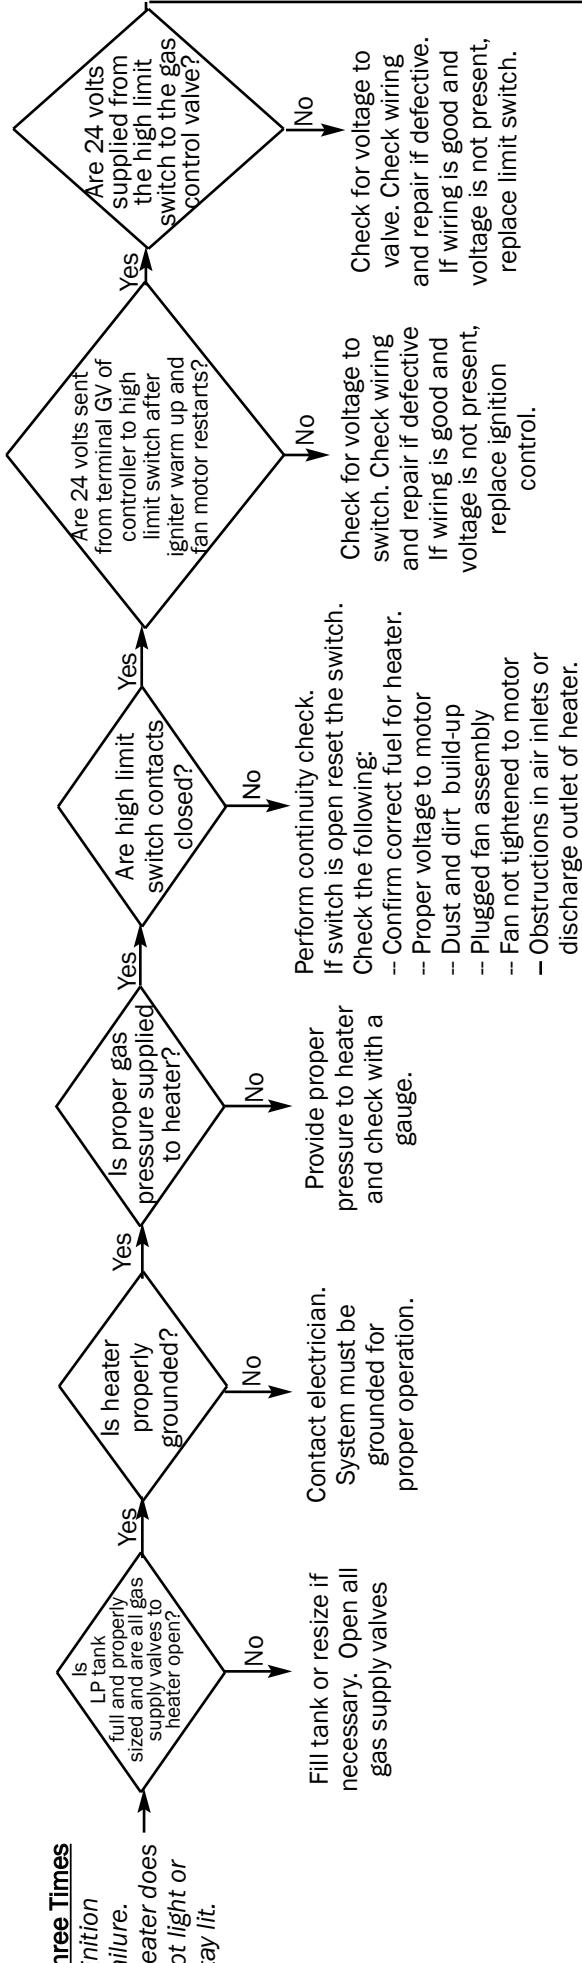 Is
LP tank
full and properly
sized and are all gas
supply valves to
heater open?
Yes
No
Fill tank or resize if
necessary. Open all
gas supply valves
Is heater
properly
grounded?
Yes
No
Contact electrician.
System must be
grounded for
proper operation.
Is proper gas
pressure supplied
to heater?
Yes
No
Provide proper
pressure to heater
and check with a
gauge.
Are high limit
switch contacts
closed?
Yes
No
Perform continuity check.
If switch is open reset the switch.
Check the following:
-- Confirm correct fuel for heater.
-- Proper voltage to motor
-- Dust and dirt build-up
-- Plugged fan assembly
-- Fan not tightened to motor
– Obstructions in air inlets or
discharge outlet of heater.
Are 24 volts sent
from terminal GV of
controller to high
limit switch after
igniter warm up and
fan motor restarts?
Yes
No
Check for voltage to
switch. Check wiring
and repair if defective
If wiring is good and
voltage is not present,
replace ignition
control.
Are 24 volts
supplied from
the high limit
switch to the gas
control valve?
No
Check for voltage to
valve. Check wiring
and repair if defective.
If wiring is good and
voltage is not present,
replace limit switch.
Times
does
light or
lit.